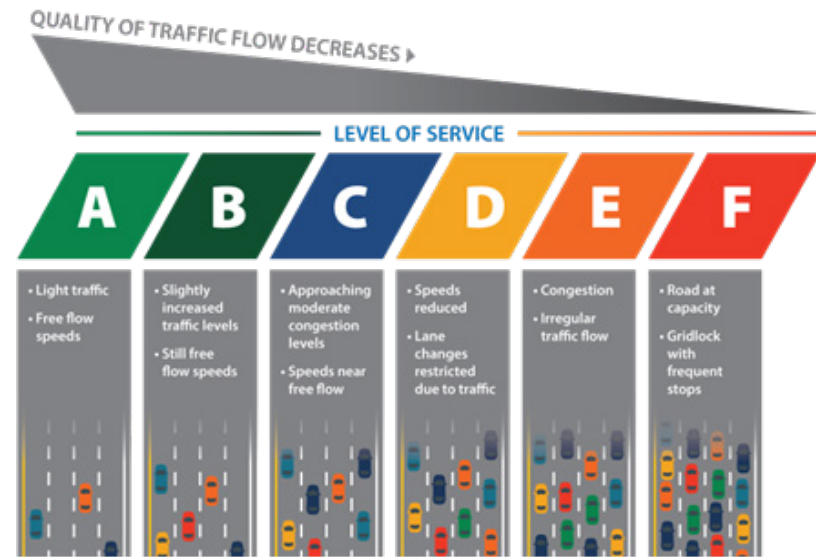 QUALITY OF TRAFFIC FLOW DECREASES
LEVEL OF SERVICE
A
B
C
D
E
F
• Light traffic
• Free flow
speeds
• Slightly
increased
traffic levels
• Still free
flow speeds
• Approaching
moderate
congestion
levels
• Speeds near
free flow
• Speeds
reduced
• Lane
changes
restricted
due to traffic
• Congestion
• Irregular
traffic flow
• Road at
capacity
• Gridlock
with
frequent
stops